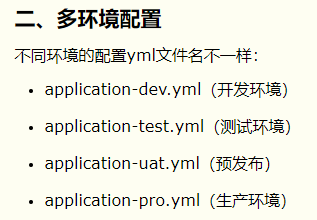 二、多环境配置
不同环境的配置yml文件名不一样：
• application-dev.yml（开发环境）
• application-test.yml（测试环境）
• application-uat.yml（预发布）
• application-pro.yml（生产环境）